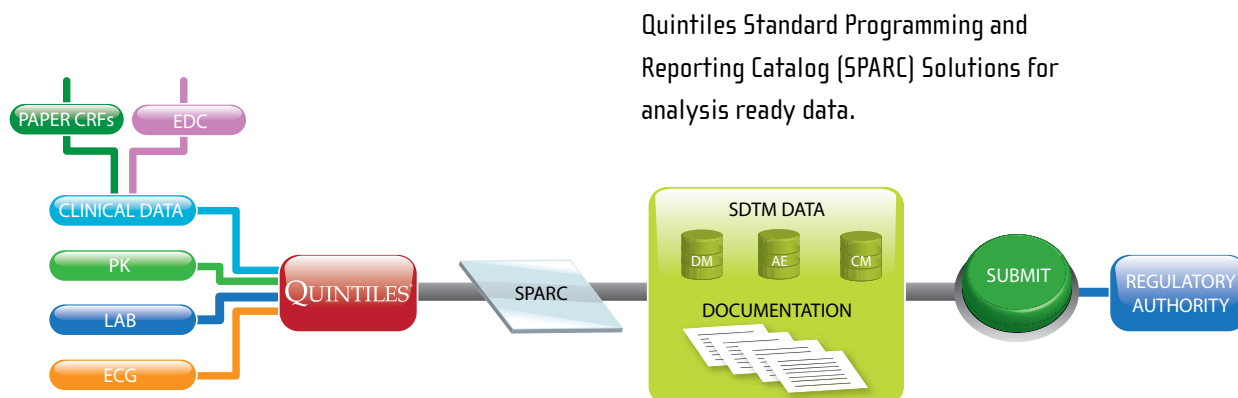 Quintiles Standard Programming and
Reporting Catalog (SPARC) Solutions for
analysis ready data.
PAPER CRFs
EDC
CLINICAL DATA
PK
LAB
ECG
QUINTILES
SPARC
SDTM DATA
DM
AE
CM
DOCUMENTATION
SUBMIT
REGULATORY
AUTHORITY